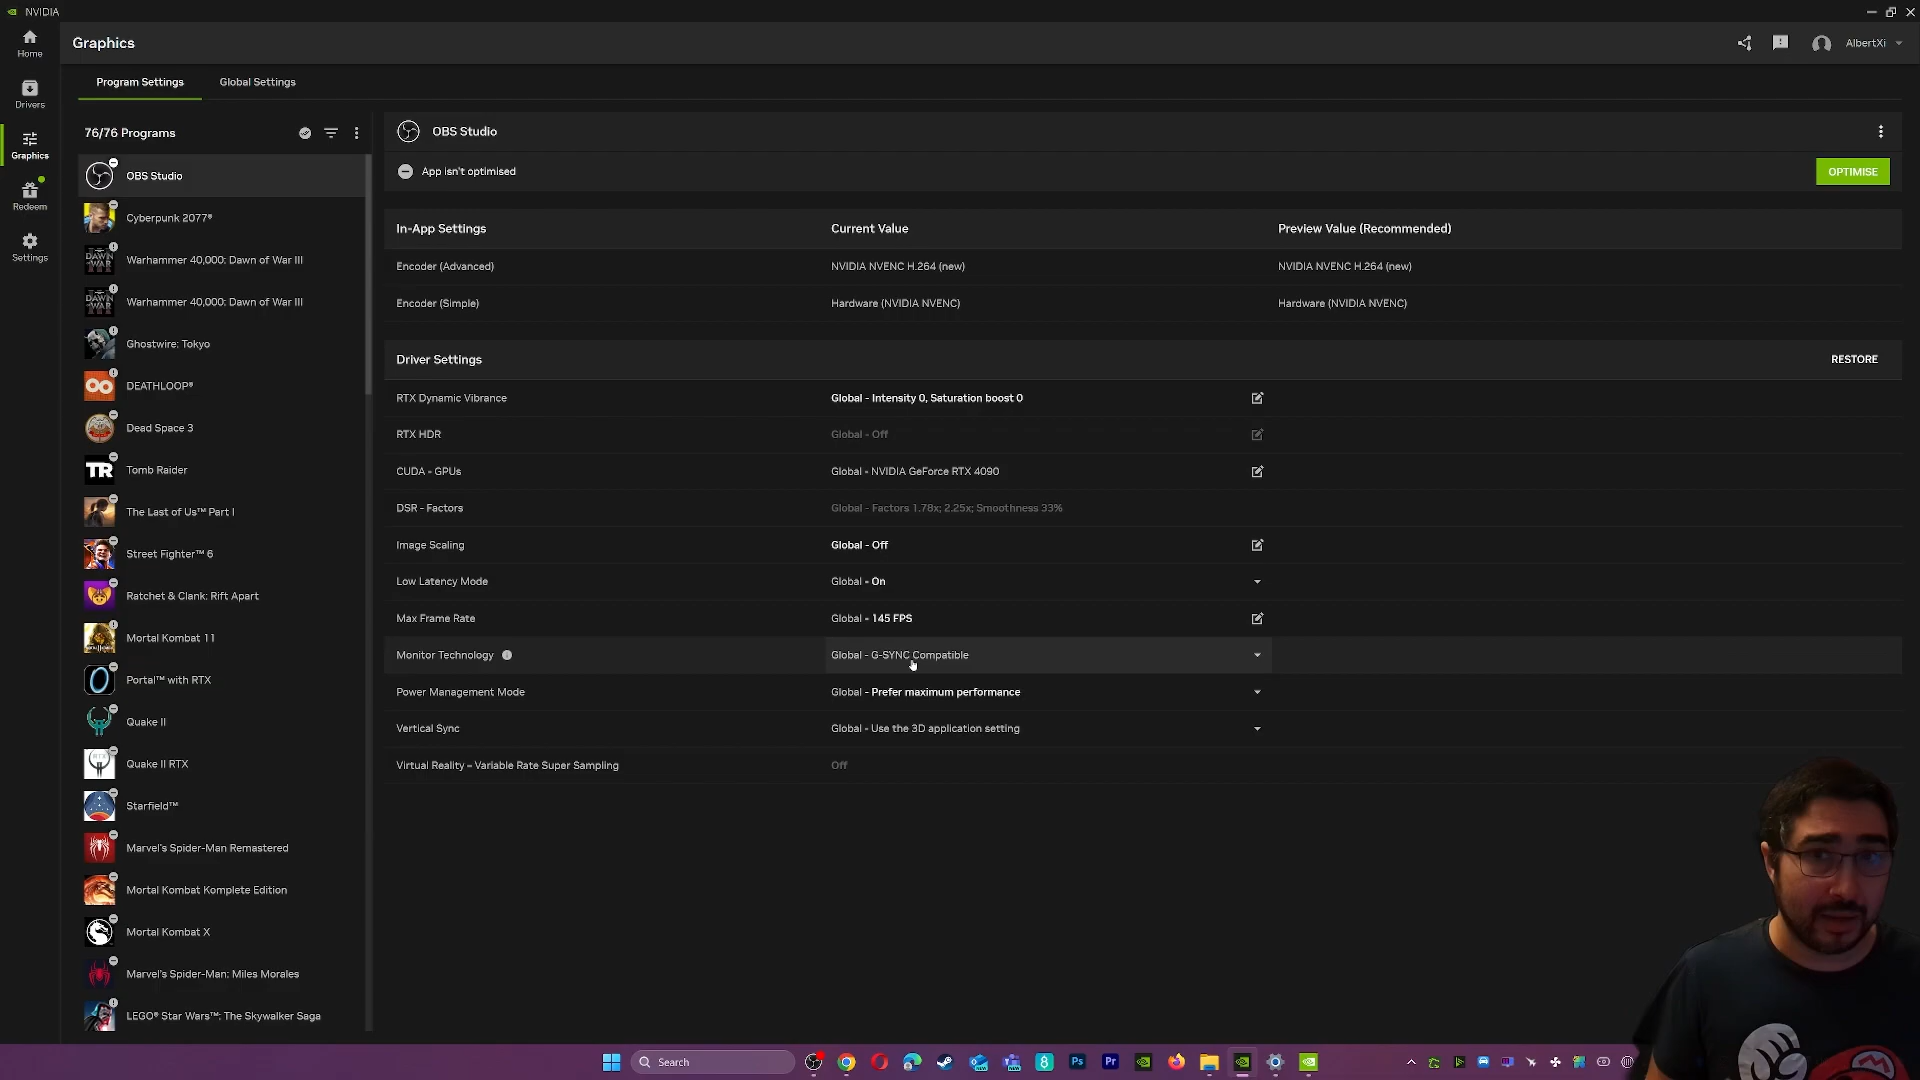 NVIDIA
Home
Drivers
Graphics
Redeem
Settings
Graphics
AlbertXi
Program Settings
Global Settings
76/76 Programs
OBS Studio
Cyberpunk 2077®
Warhammer 40,000: Dawn of War III
Warhammer 40,000: Dawn of War III
Ghostwire: Tokyo
DEATHLOOP®
Dead Space 3
TR
Tomb Raider
The Last of Us™ Part I
Street Fighter™ 6
Ratchet & Clank: Rift Apart
Mortal Kombat 11
Portal™ with RTX
Quake II
Quake II RTX
Starfield™
Marvel's Spider-Man Remastered
Mortal Kombat Komplete Edition
Mortal Kombat X
Marvel's Spider-Man: Miles Morales
LEGO® Star Wars™: The Skywalker Saga
OBS Studio
App isn't optimised
OPTIMISE
In-App Settings Current Value Preview Value (Recommended)
Encoder (Advanced) NVIDIA NVENC H.264 (new) NVIDIA NVENC H.264 (new)
Encoder (Simple) Hardware (NVIDIA NVENC) Hardware (NVIDIA NVENC)
Driver Settings RESTORE
RTX Dynamic Vibrance Global - Intensity 0, Saturation boost 0
RTX HDR Global - Off
CUDA - GPUs Global - NVIDIA GeForce RTX 4090
DSR - Factors Global - Factors 1.78x; 2.25x; Smoothness 33%
Image Scaling Global - Off
Low Latency Mode Global - On
Max Frame Rate Global - 145 FPS
Monitor Technology Global - G-SYNC Compatible
Power Management Mode Global - Prefer maximum performance
Vertical Sync Global - Use the 3D application setting
Virtual Reality – Variable Rate Super Sampling Off
Search
Ps
Pr